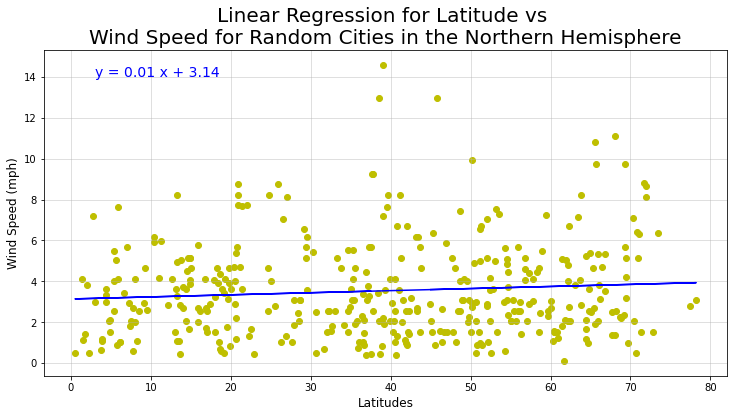 Linear Regression for Latitude vs
Wind Speed for Random Cities in the Northern Hemisphere
y = 0.01 x + 3.14
Wind Speed (mph)
14
12
10
8
6
4
2
0
0 10 20 30 40 50 60 70 80
Latitudes